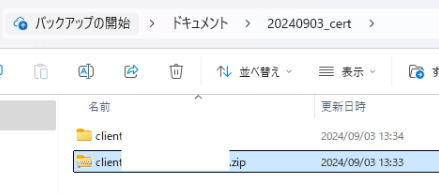 バックアップの開始 > ドキュメント > 20240903_cert >
並べ替え 表示
名前 更新日時
client 2024/09/03 13:34
client .zip 2024/09/03 13:33